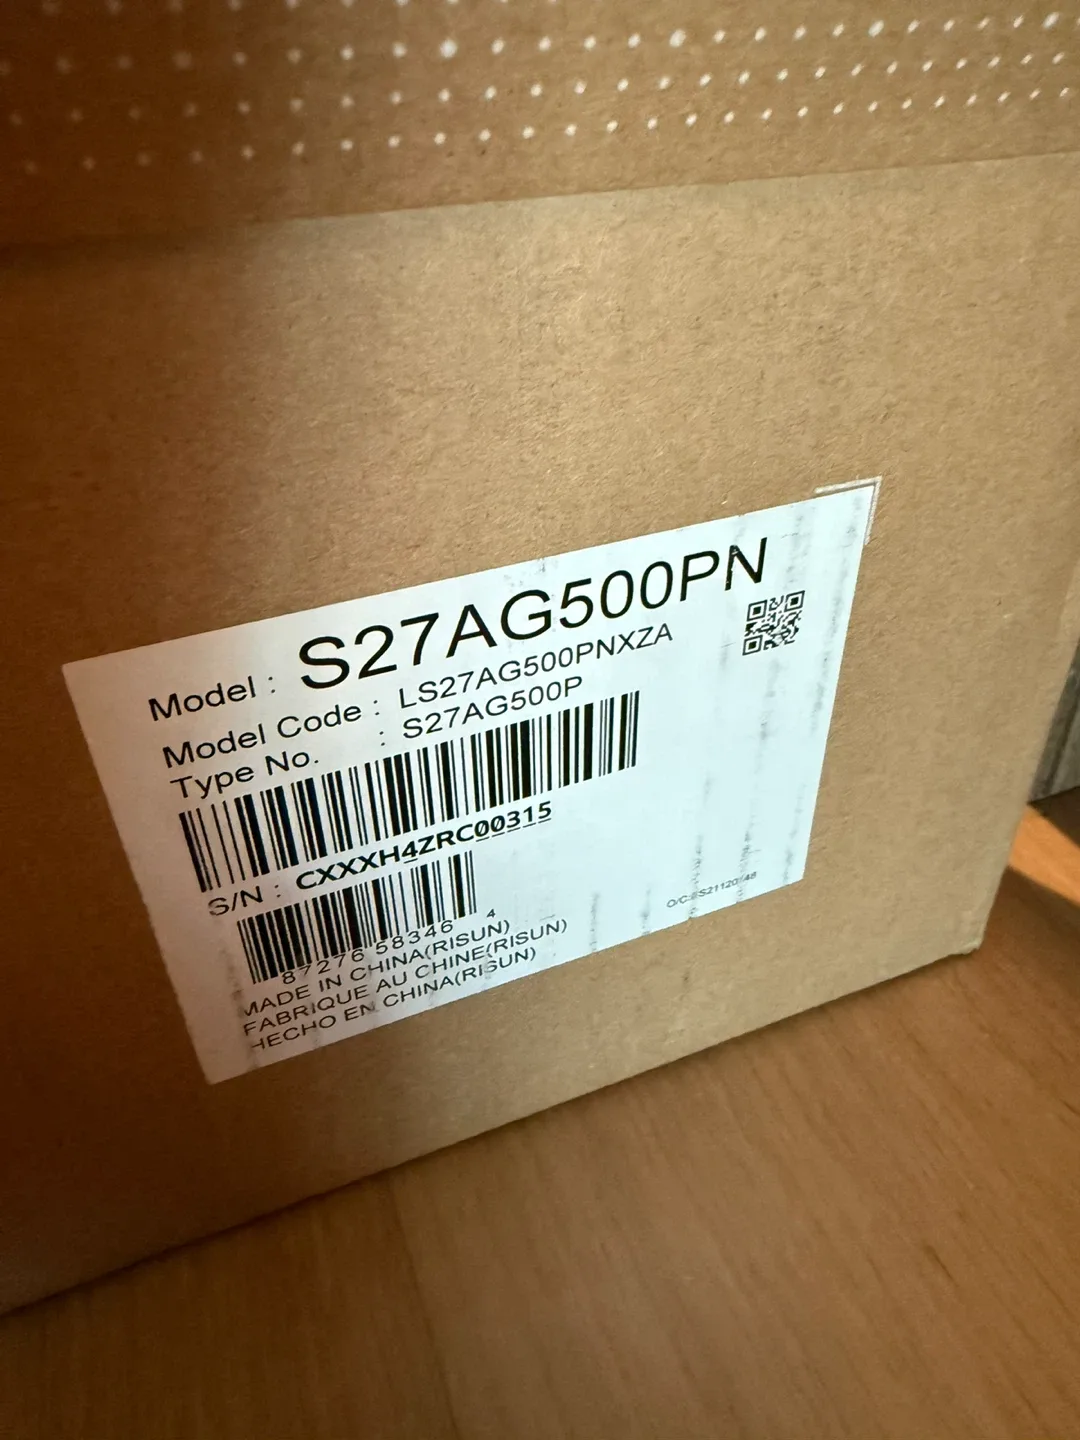 Model : S27AG500PN
Model Code : LS27AG500PNXZA
Type No. : S27AG500P
S/N : CXXXH4ZRC00315
87276 58346 4
MADE IN CHINA(RISUN)
FABRIQUE AU CHINE(RISUN)
HECHO EN CHINA(RISUN)